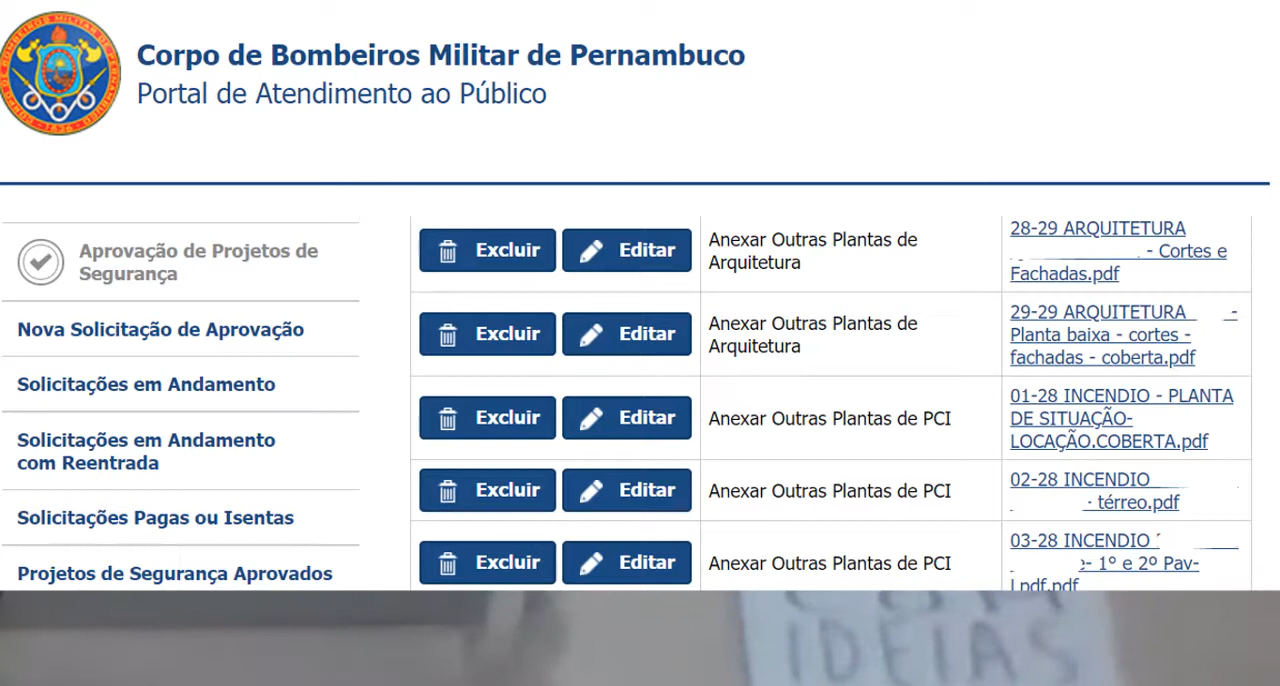 Corpo de Bombeiros Militar de Pernambuco
Portal de Atendimento ao Público
Aprovação de Projetos de
Segurança
Nova Solicitação de Aprovação
Solicitações em Andamento
Solicitações em Andamento
com Reentrada
Solicitações Pagas ou Isentas
Projetos de Segurança Aprovados
Excluir Editar
Anexar Outras Plantas de
Arquitetura
28-29 ARQUITETURA
- Cortes e
Fachadas.pdf
Excluir Editar
Anexar Outras Plantas de
Arquitetura
29-29 ARQUITETURA -
Planta baixa - cortes -
fachadas - coberta.pdf
Excluir Editar
Anexar Outras Plantas de PCI
01-28 INCENDIO - PLANTA
DE SITUAÇÃO-
LOCAÇÃO.COBERTA.pdf
Excluir Editar
Anexar Outras Plantas de PCI
02-28 INCENDIO
térreo.pdf
Excluir Editar
Anexar Outras Plantas de PCI
03-28 INCENDIO
- 1º e 2º Pav-
IDEIAS